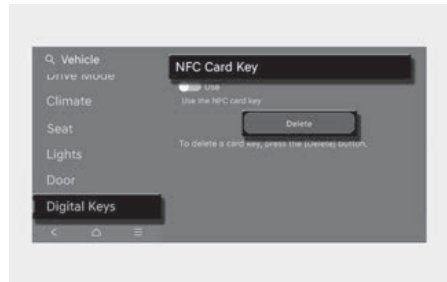 Vehicle
Drive Mode
Climate
Seat
Lights
Door
Digital Keys
NFC Card Key
Use
Use the NFC card key
Delete
To delete a card key, press the [Delete] button.